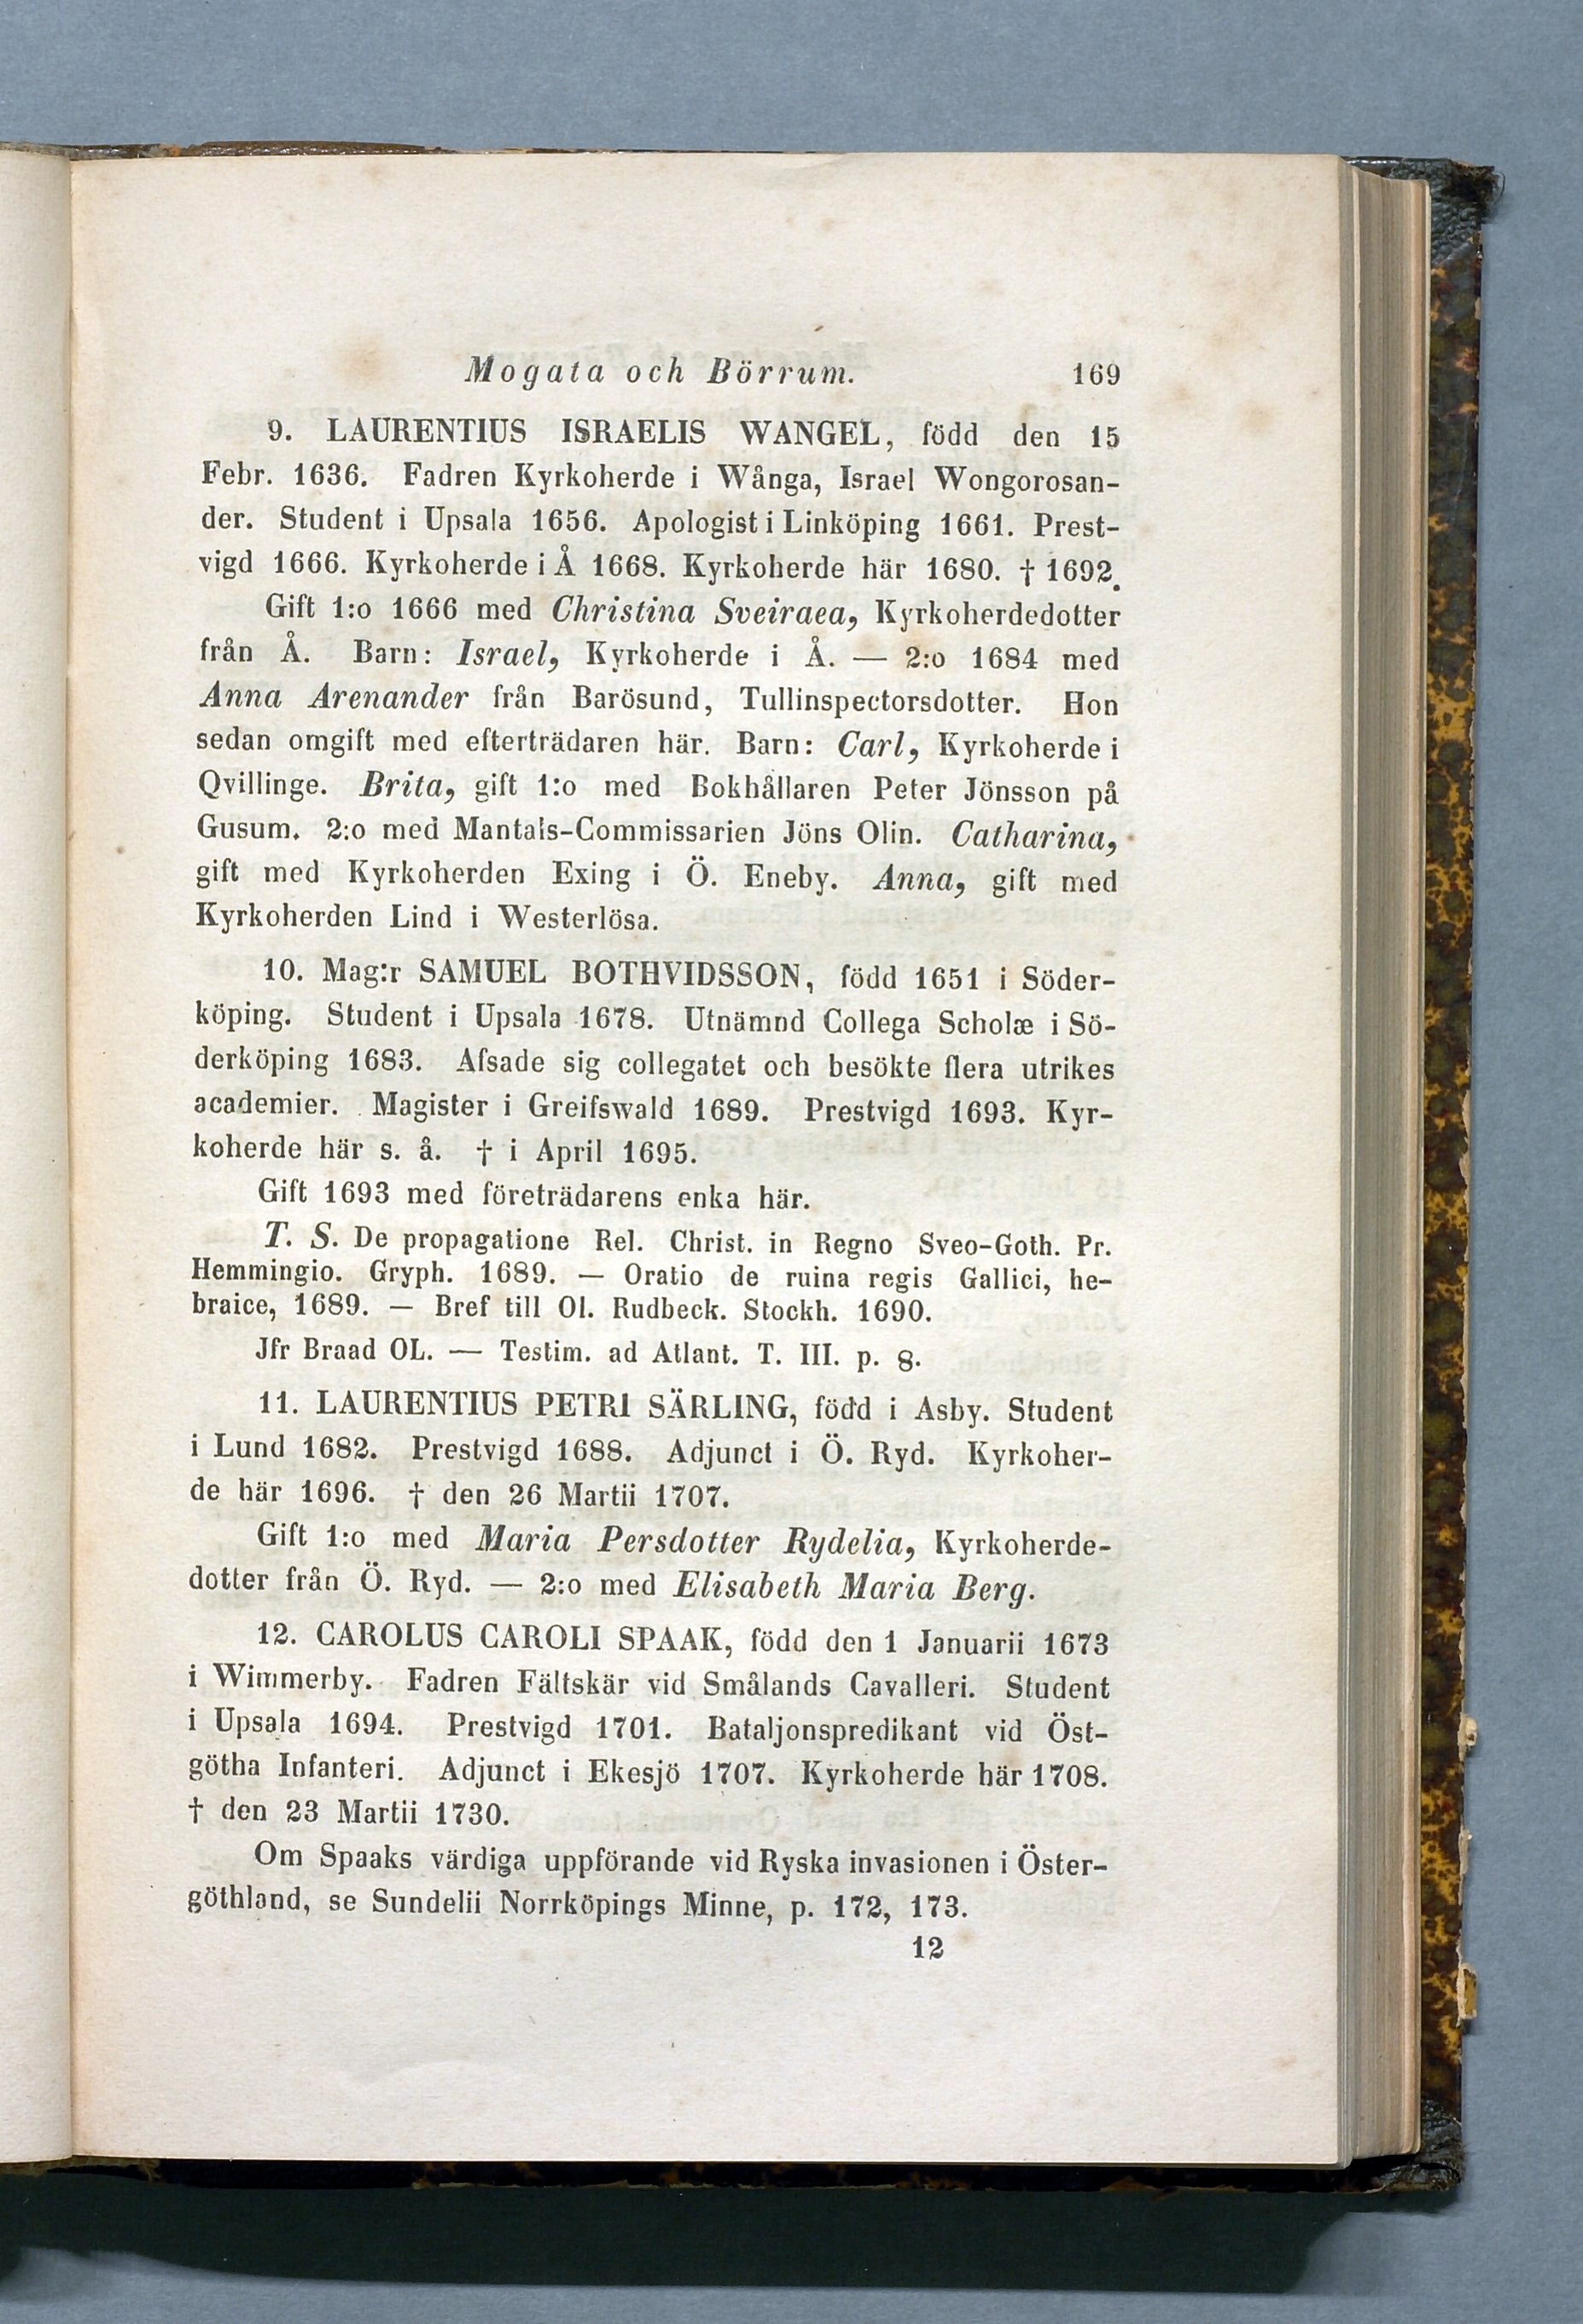 Mogata och Börrum. 169
9. LAURENTIUS ISRAELIS WANGEL, född den 15
Febr. 1636. Fadren Kyrkoherde i Wånga, Israel Wongorosan-
der. Student i Upsala 1656. Apologist i Linköping 1661. Prest-
vigd 1666. Kyrkoherde i Å 1668. Kyrkoherde här 1680. † 1692.
Gift 1:o 1666 med Christina Sveiraea, Kyrkoherdedotter
från Å. Barn: Israel, Kyrkoherde i Å. — 2:o 1684 med
Anna Arenander från Barösund, Tullinspectorsdotter. Hon
sedan omgift med efterträdaren här. Barn: Carl, Kyrkoherde i
Qvillinge. Brita, gift 1:o med Bokhållaren Peter Jönsson på
Gusum. 2:o med Mantals-Commissarien Jöns Olin. Catharina,
gift med Kyrkoherden Exing i Ö. Eneby. Anna, gift med
Kyrkoherden Lind i Westerlösa.
10. Mag:r SAMUEL BOTHVIDSSON, född 1651 i Söder-
köping. Student i Upsala 1678. Utnämnd Collega Scholæ i Sö-
derköping 1683. Afsade sig collegatet och besökte flera utrikes
academier. Magister i Greifswald 1689. Prestvigd 1693. Kyr-
koherde här s. å. † i April 1695.
Gift 1693 med företrädarens enka här.
T. S. De propagatione Rel. Christ. in Regno Sveo-Goth. Pr.
Hemmingio. Gryph. 1689. — Oratio de ruina regis Gallici, he-
braice, 1689. — Bref till Ol. Rudbeck. Stockh. 1690.
Jfr Braad OL. — Testim. ad Atlant. T. III. p. 8.
11. LAURENTIUS PETRI SÄRLING, född i Asby. Student
i Lund 1682. Prestvigd 1688. Adjunct i Ö. Ryd. Kyrkoher-
de här 1696. † den 26 Martii 1707.
Gift 1:o med Maria Persdotter Rydelia, Kyrkoherde-
dotter från Ö. Ryd. — 2:o med Elisabeth Maria Berg.
12. CAROLUS CAROLI SPAAK, född den 1 Januarii 1673
i Wimmerby. Fadren Fältskär vid Smålands Cavalleri. Student
i Upsala 1694. Prestvigd 1701. Bataljonspredikant vid Öst-
götha Infanteri. Adjunct i Ekesjö 1707. Kyrkoherde här 1708.
† den 23 Martii 1730.
Om Spaaks värdiga uppförande vid Ryska invasionen i Öster-
göthland, se Sundelii Norrköpings Minne, p. 172, 173.
12